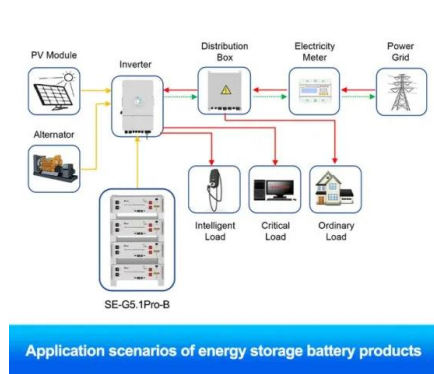 PV Module
Inverter
Distribution
Box
Electricity
Meter
Power
Grid
Alternator
Intelligent
Load
Critical
Load
Ordinary
Load
SE-G5.1Pro-B
Application scenarios of energy storage battery products